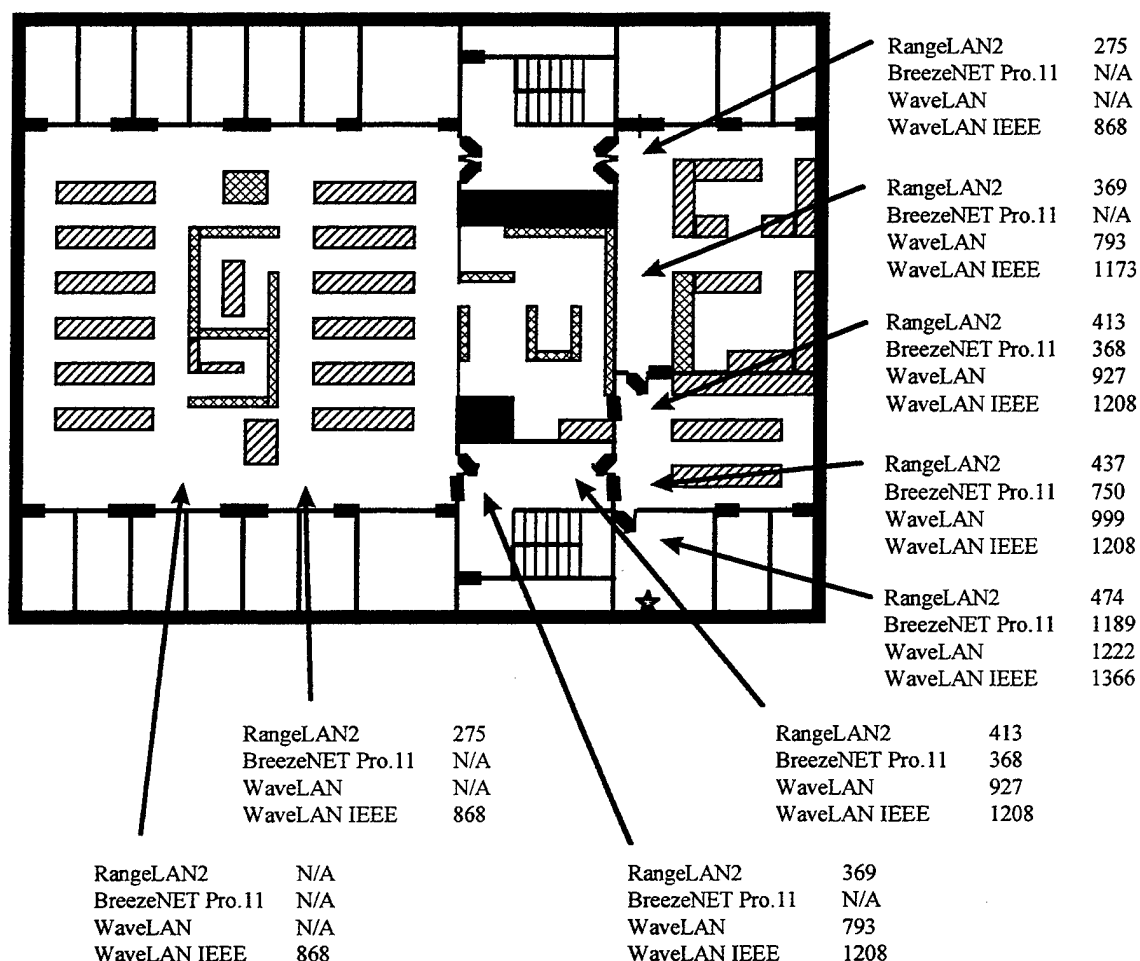 RangeLAN2 275
BreezeNET Pro.11 N/A
WaveLAN N/A
WaveLAN IEEE 868
RangeLAN2 369
BreezeNET Pro.11 N/A
WaveLAN 793
WaveLAN IEEE 1173
RangeLAN2 413
BreezeNET Pro.11 368
WaveLAN 927
WaveLAN IEEE 1208
RangeLAN2 437
BreezeNET Pro.11 750
WaveLAN 999
WaveLAN IEEE 1208
RangeLAN2 474
BreezeNET Pro.11 1189
WaveLAN 1222
WaveLAN IEEE 1366
RangeLAN2 275
BreezeNET Pro.11 N/A
WaveLAN N/A
WaveLAN IEEE 868
RangeLAN2 413
BreezeNET Pro.11 368
WaveLAN 927
WaveLAN IEEE 1208
RangeLAN2 N/A
BreezeNET Pro.11 N/A
WaveLAN N/A
WaveLAN IEEE 868
RangeLAN2 369
BreezeNET Pro.11 N/A
WaveLAN 793
WaveLAN IEEE 1208